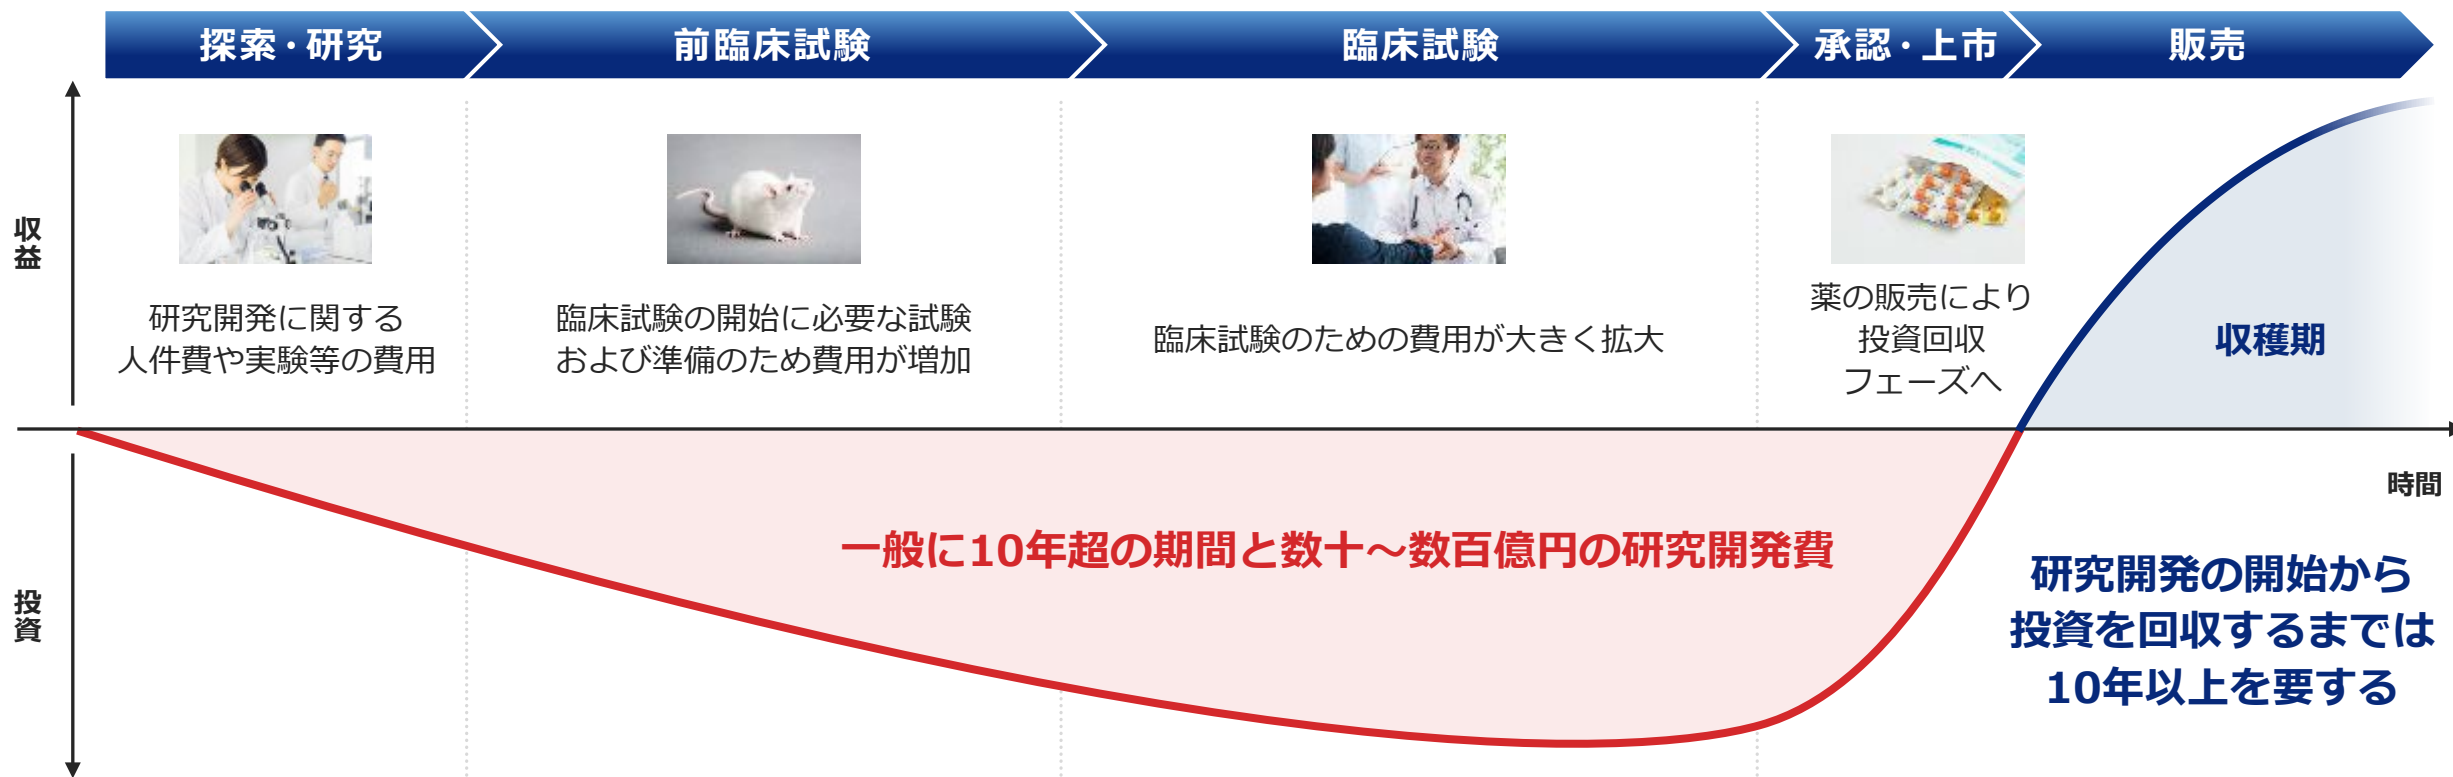 探索・研究
前臨床試験
臨床試験
承認・上市
販売
収益
研究開発に関する
人件費や実験等の費用
臨床試験の開始に必要な試験
および準備のため費用が増加
臨床試験のための費用が大きく拡大
薬の販売により
投資回収
フェーズへ
収穫期
時間
一般に10年超の期間と数十～数百億円の研究開発費
投資
研究開発の開始から
投資を回収するまでは
10年以上を要する